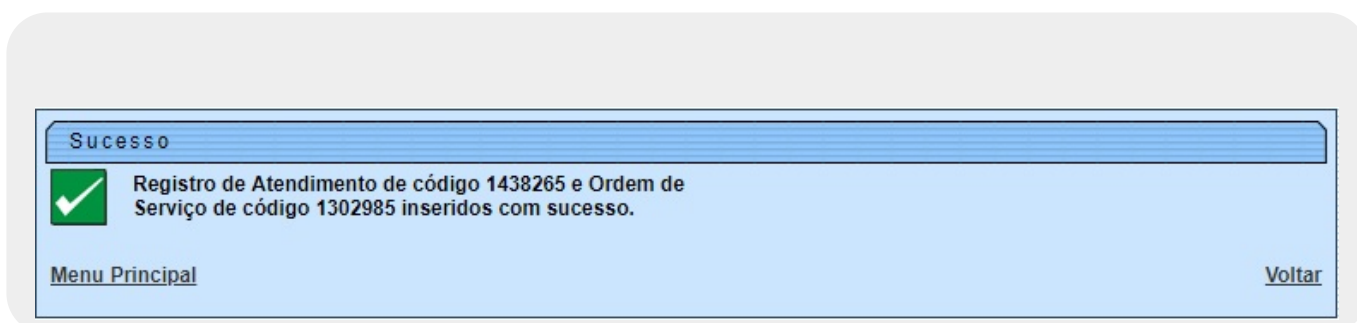 Sucesso
Registro de Atendimento de código 1438265 e Ordem de
Serviço de código 1302985 inseridos com sucesso.
Menu Principal
Voltar